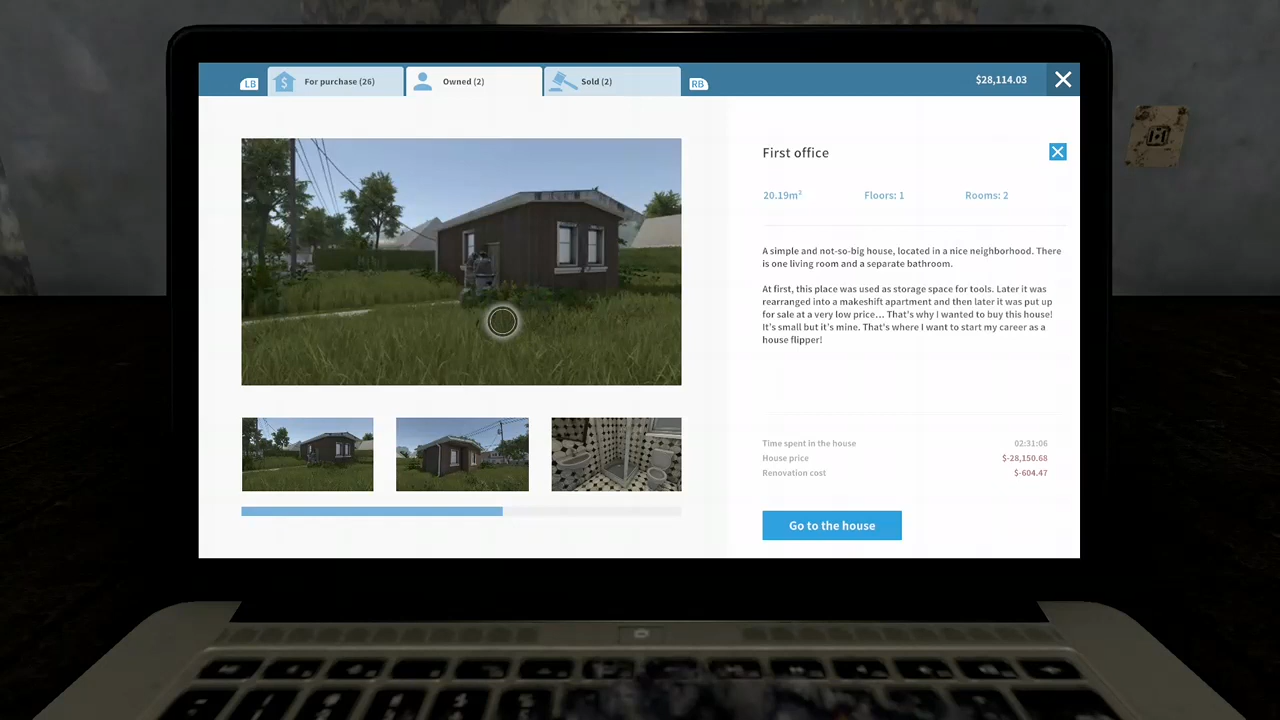 LB
For purchase (26)
Owned (2)
Sold (2)
RB
$28,114.03
First office
20.19m²
Floors: 1
Rooms: 2
A simple and not-so-big house, located in a nice neighborhood. There
is one living room and a separate bathroom.
At first, this place was used as storage space for tools. Later it was
rearranged into a makeshift apartment and then later it was put up
for sale at a very low price... That's why I wanted to buy this house!
It's small but it's mine. That's where I want to start my career as a
house flipper!
Time spent in the house
02:31:06
House price
$-28,150.68
Renovation cost
$-604.47
Go to the house